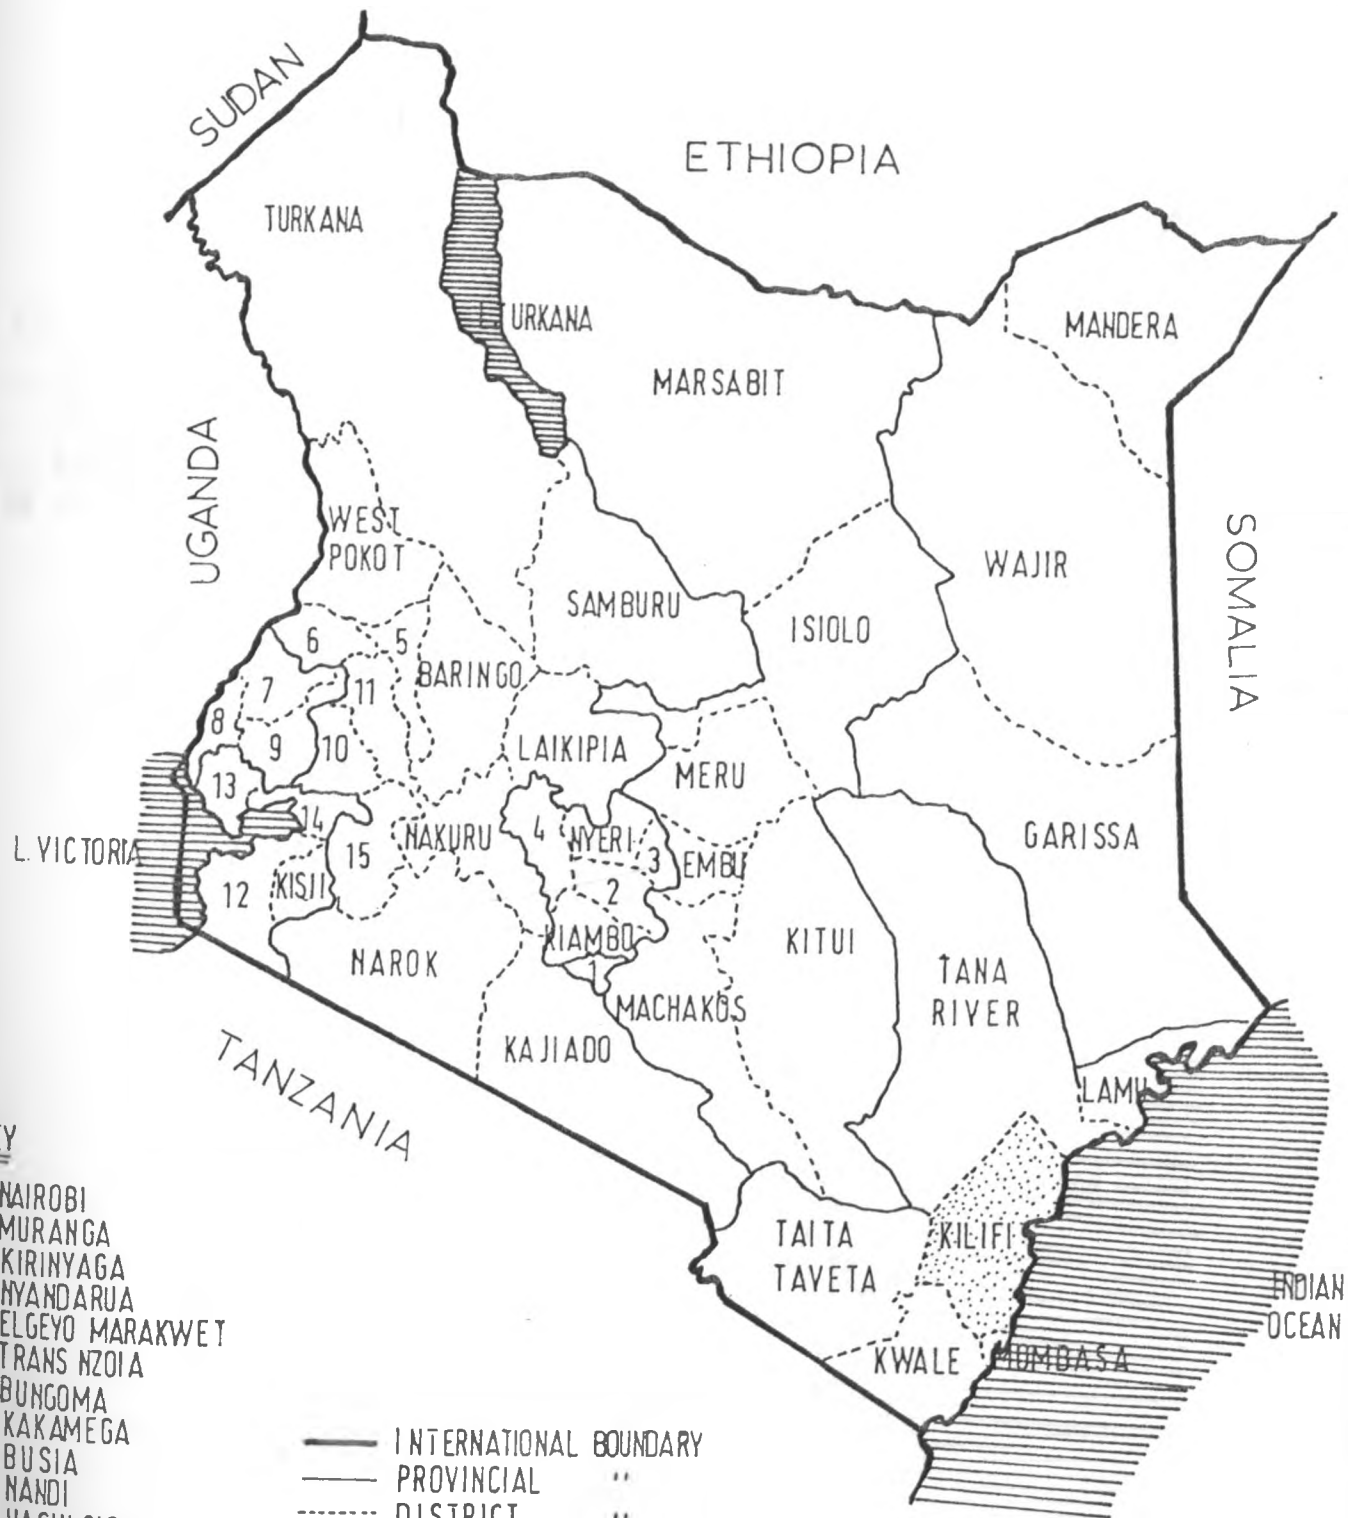 SUDAN
ETHIOPIA
TURKANA
L. TURKANA
MANDERA
MARSABIT
UGANDA
WEST
POKOT
SOMALIA
WAJIR
SAMBURU
ISIOLO
6
5
BARINGO
7
11
8
9
10
LAIKIPIA
MERU
13
14
4
NYERI
NAKURU
GARISSA
L. VICTORIA
15
3
EMBU
12
KISII
2
KIAMBO
KITUI
NAROK
1
TANA
RIVER
MACHAKOS
KAJIADO
TANZANIA
LAMU
NAIROBI
MURANGA
KIRINYAGA
NYANDARUA
ELGEYO MARAKWET
TRANS NZOIA
BUNGOMA
KAKAMEGA
BUSIA
NANDI
TAITA
TAVETA
KILIFI
INDIAN
OCEAN
KWALE
MOMBASA
INTERNATIONAL BOUNDARY
PROVINCIAL "
DISTRICT "